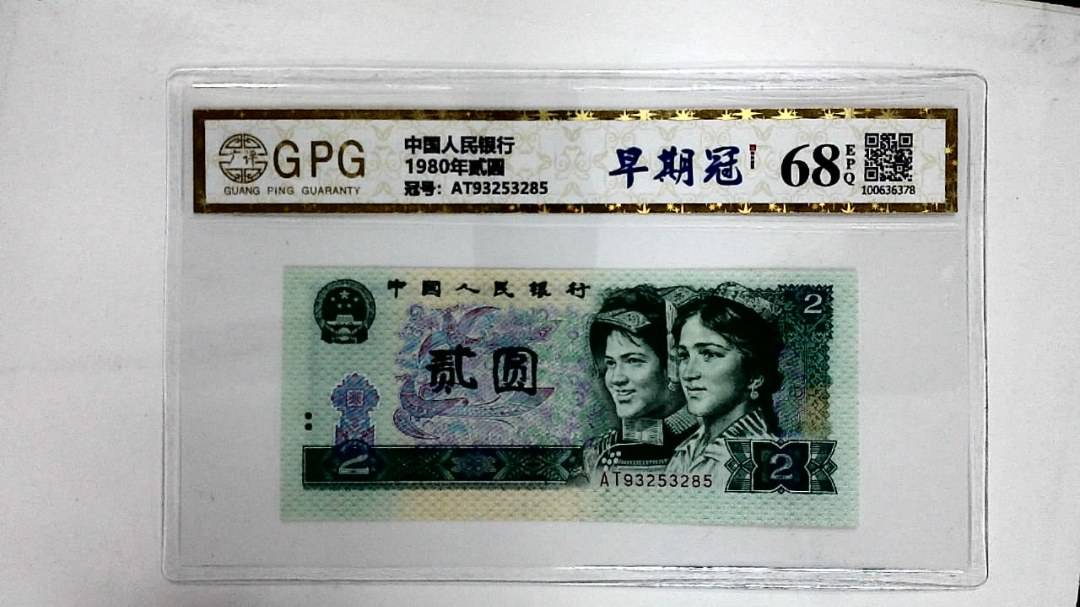 GPG
GUANG PING GUARANTY
中国人民银行
1980年贰圆
冠号：AT93253285
早期冠
68
EPQ
100636378
中国人民银行
2
贰圆
2
2
AT93253285